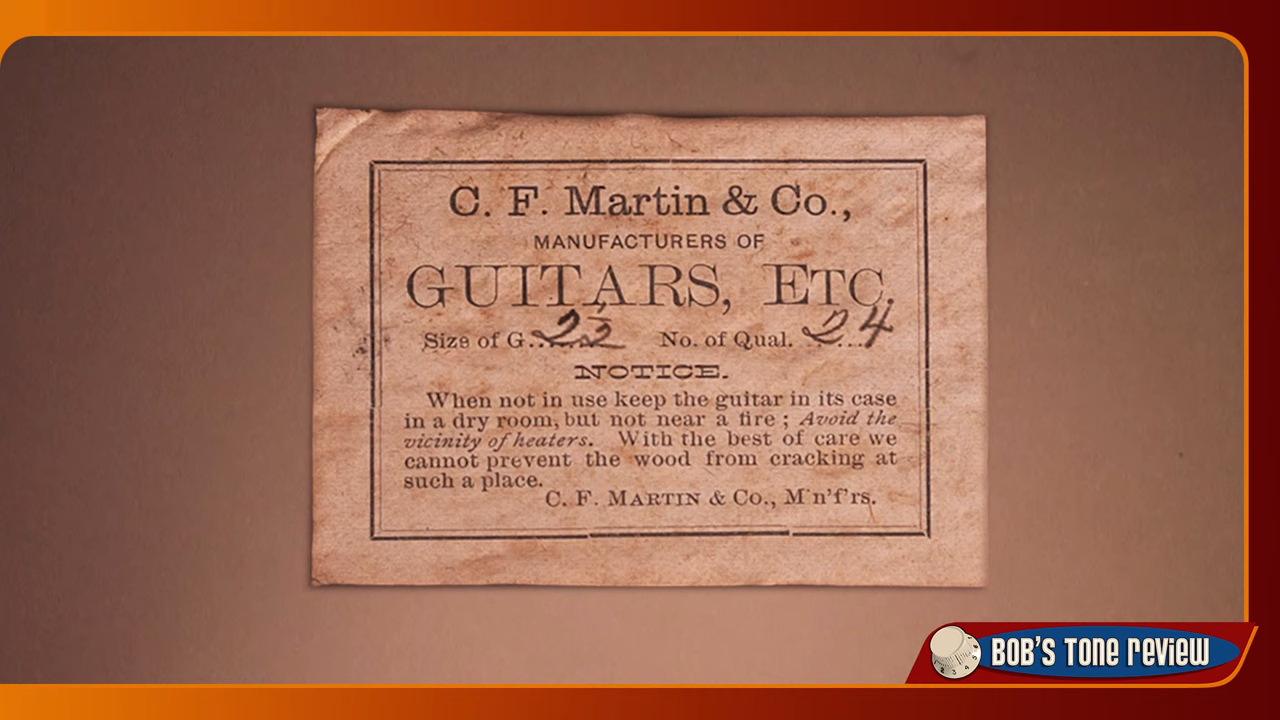 C. F. Martin & Co.,
MANUFACTURERS OF
GUITARS, ETC.
Size of G........ 2½ No. of Qual. ...... 24
NOTICE.
When not in use keep the guitar in its case
in a dry room, but not near a fire ; Avoid the
vicinity of heaters. With the best of care we
cannot prevent the wood from cracking at
such a place.
C. F. MARTIN & Co., M'n'f'rs.
BOB'S TONE REVIEW